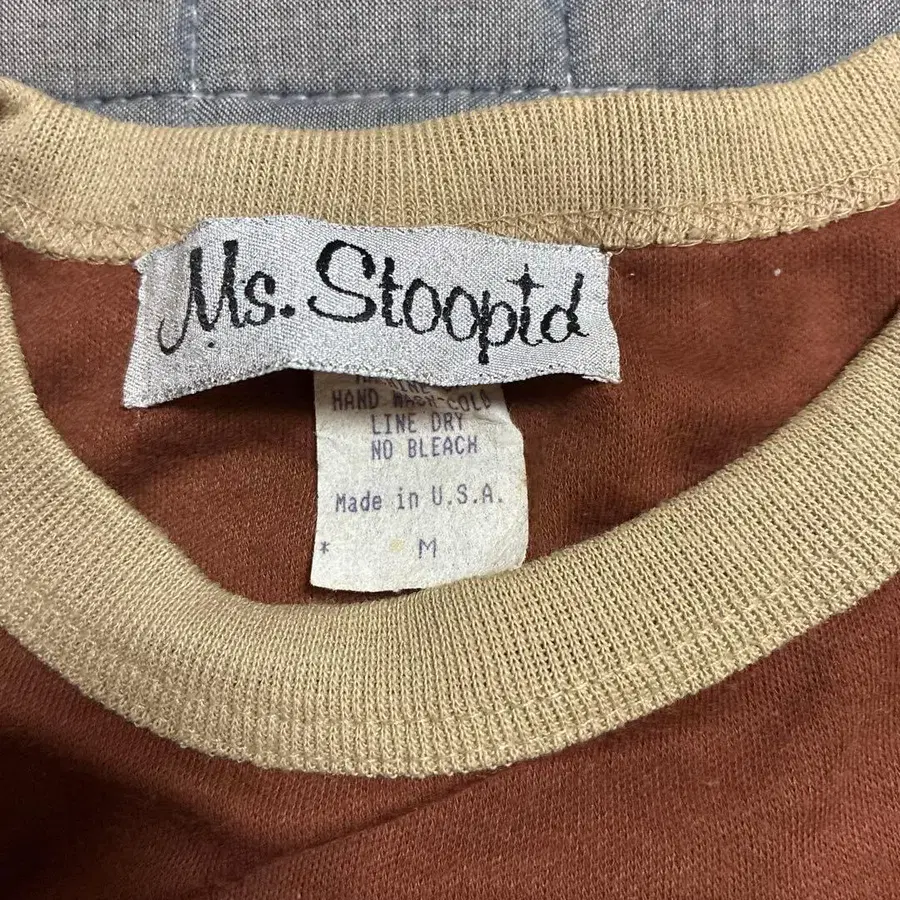 Ms. Stoopid
HAND WASH-COLD
LINE DRY
NO BLEACH
Made in U.S.A.
* M